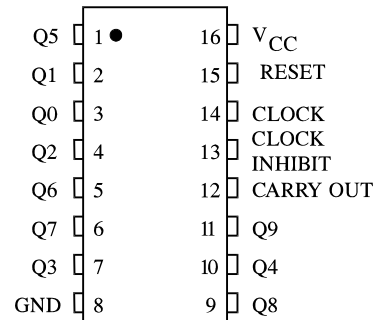 Q5 1 16 VCC
Q1 2 15 RESET
Q0 3 14 CLOCK
Q2 4 13 CLOCK INHIBIT
Q6 5 12 CARRY OUT
Q7 6 11 Q9
Q3 7 10 Q4
GND 8 9 Q8